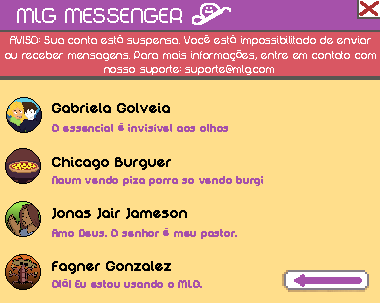 MLG MESSENGER
AVISO: Sua conta está suspensa. Você está impossibilitado de enviar
ou receber mensagens. Para mais informações, entre em contato com
nosso suporte: suporte@mlg.com
Gabriela Golveia
O essencial é invisível aos olhos
Chicago Burguer
Naum vendo piza porra so vendo burgi
Jonas Jair Jameson
Amo Deus. O senhor é meu pastor.
Fagner Gonzalez
Olá! Eu estou usando o MLG.